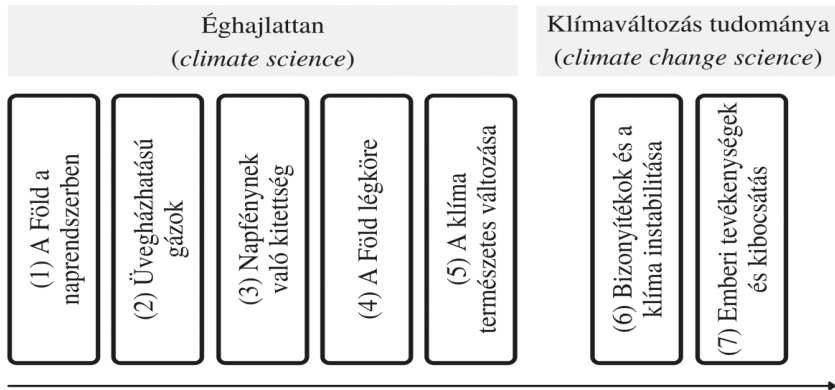 Éghajlattan
(climate science)
Klímaváltozás tudománya
(climate change science)
(1) A Föld a
naprendszerben
(2) Üvegházhatású
gázok
(3) Napfénynek
való kitettség
(4) A Föld légköre
(5) A klíma
természetes változása
(6) Bizonyítékok és a
klíma instabilitása
(7) Emberi tevékenységek
és kibocsátás